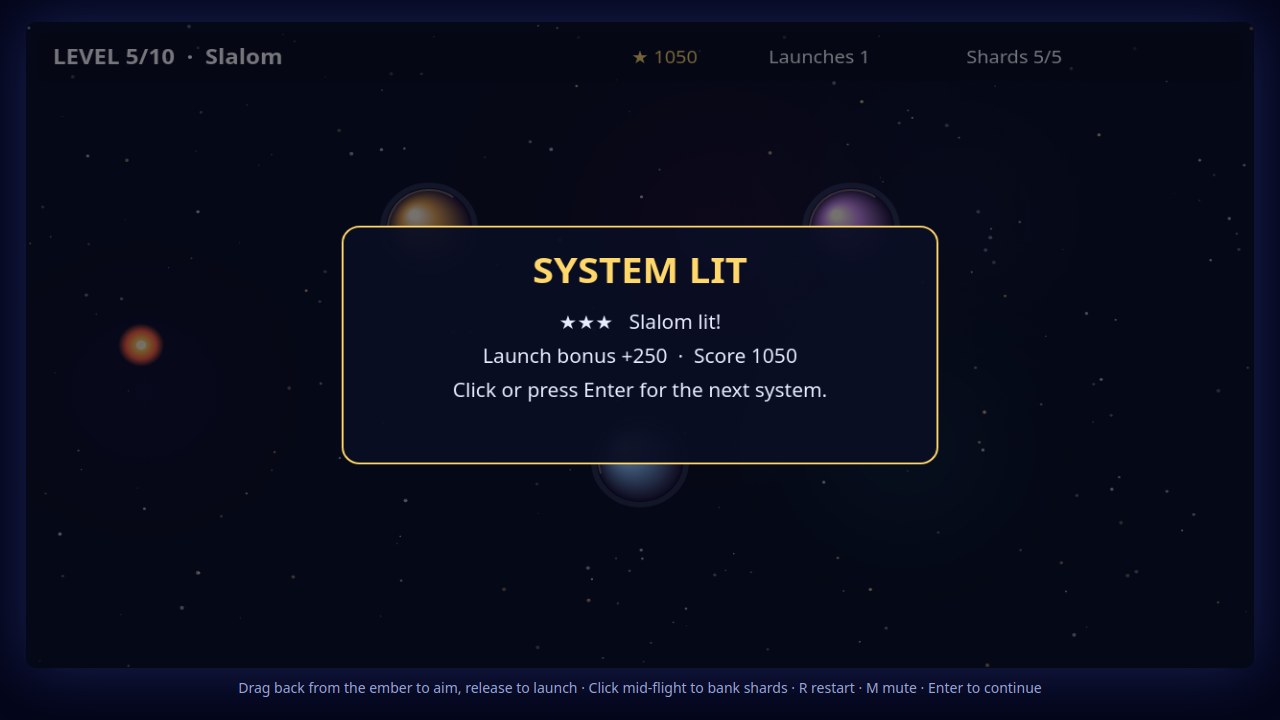 LEVEL 5/10 · Slalom
★ 1050
Launches 1
Shards 5/5
SYSTEM LIT
★★★ Slalom lit!
Launch bonus +250 · Score 1050
Click or press Enter for the next system.
Drag back from the ember to aim, release to launch · Click mid-flight to bank shards · R restart · M mute · Enter to continue